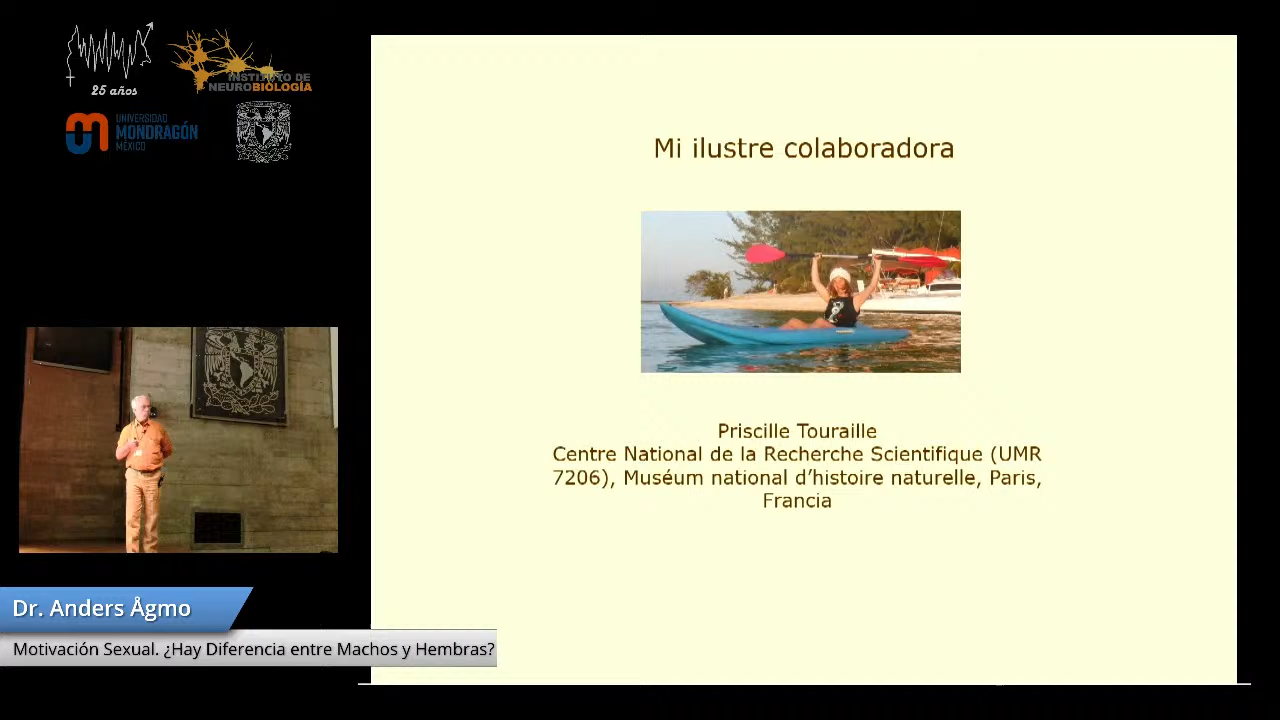 25 años
INSTITUTO DE
NEUROBIOLOGÍA
UNIVERSIDAD
MONDRAGÓN
MÉXICO
Mi ilustre colaboradora
Priscille Touraille
Centre National de la Recherche Scientifique (UMR
7206), Muséum national d’histoire naturelle, Paris,
Francia
Dr. Anders Ågmo
Motivación Sexual. ¿Hay Diferencia entre Machos y Hembras?